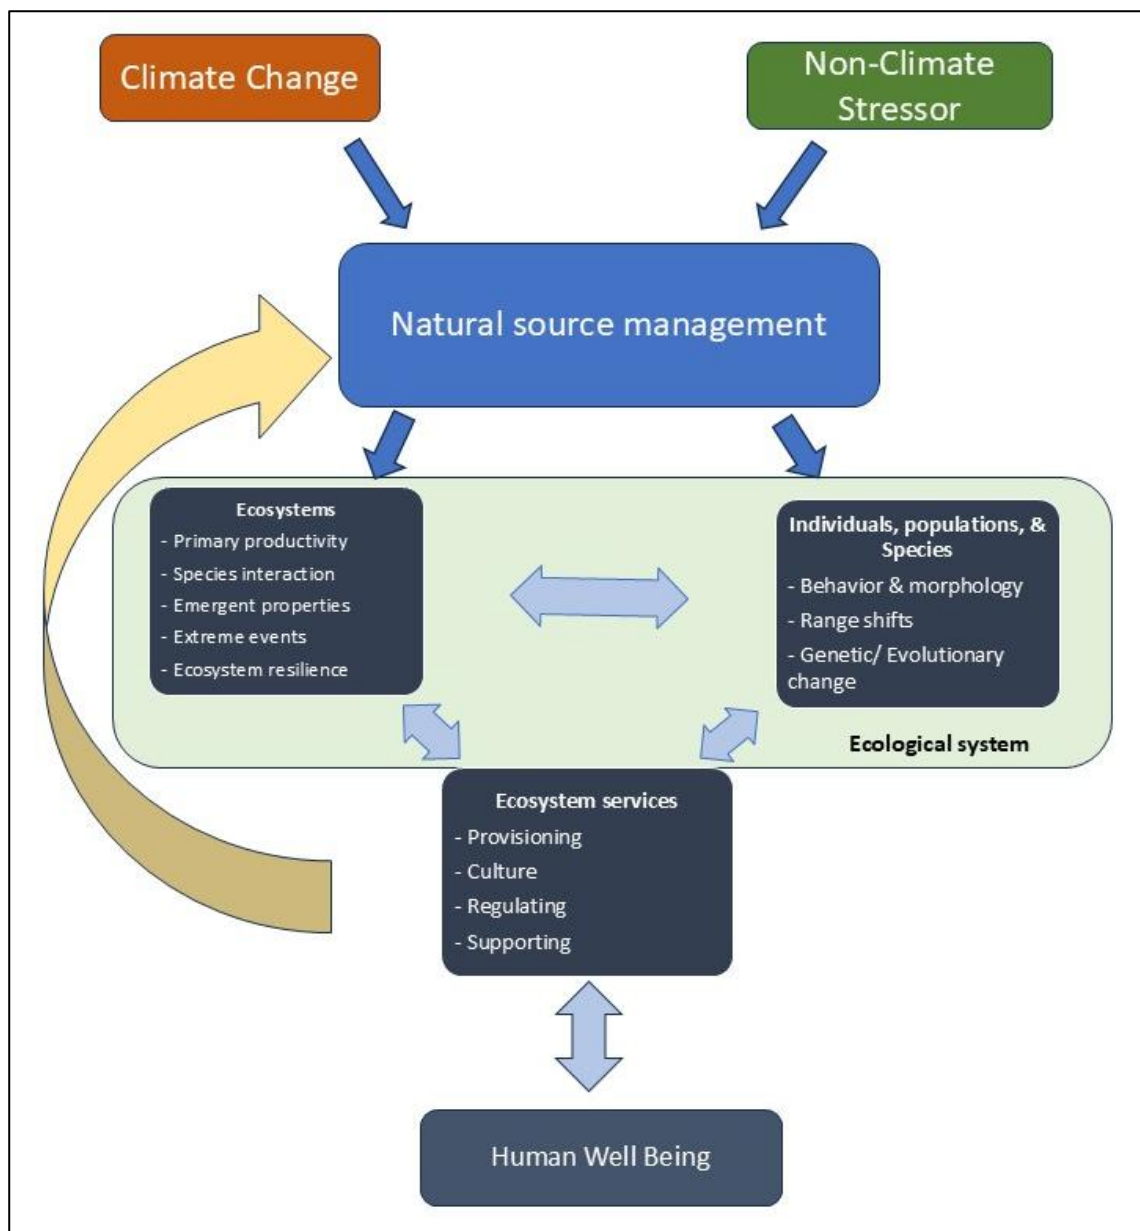 Climate Change
Non-Climate
Stressor
Natural source management
Ecosystems
- Primary productivity
- Species interaction
- Emergent properties
- Extreme events
- Ecosystem resilience
Individuals, populations, &
Species
- Behavior & morphology
- Range shifts
- Genetic/ Evolutionary
change
Ecological system
Ecosystem services
- Provisioning
- Culture
- Regulating
- Supporting
Human Well Being